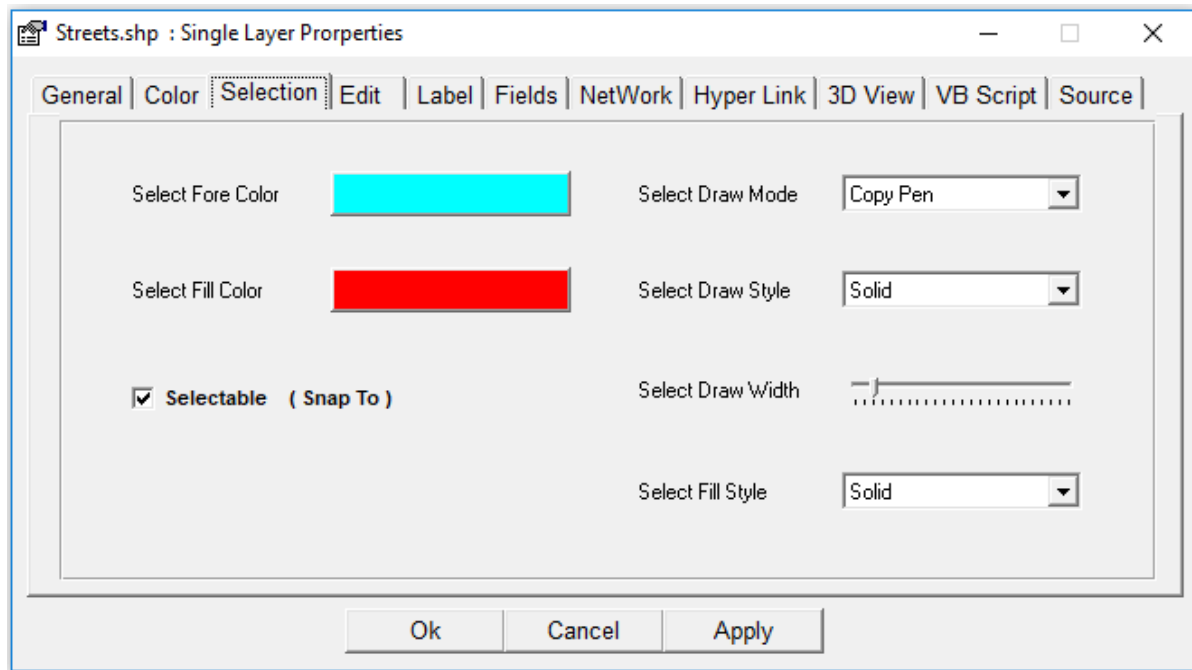 Streets.shp : Single Layer Prorperties
General Color Selection Edit Label Fields NetWork Hyper Link 3D View VB Script Source
Select Fore Color
Select Draw Mode Copy Pen
Select Fill Color
Select Draw Style Solid
Selectable ( Snap To )
Select Draw Width
Select Fill Style Solid
Ok Cancel Apply